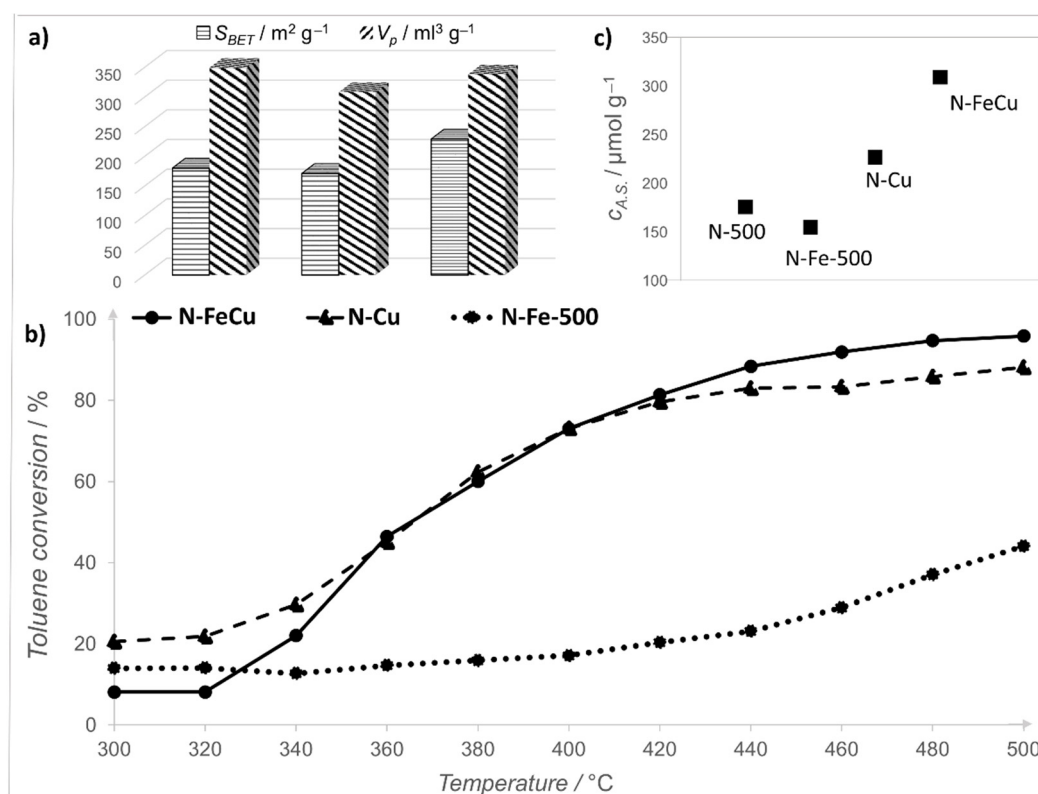 a)
S_BET / m² g⁻¹ V_p / ml³ g⁻¹
350
300
250
200
150
100
50
0
c)
c_A.S. / µmol g⁻¹
350
300
250
200
150
100
N-FeCu
N-Cu
N-500
N-Fe-500
b)
N-FeCu N-Cu N-Fe-500
Toluene conversion / %
100
80
60
40
20
0
300 320 340 360 380 400 420 440 460 480 500
Temperature / °C